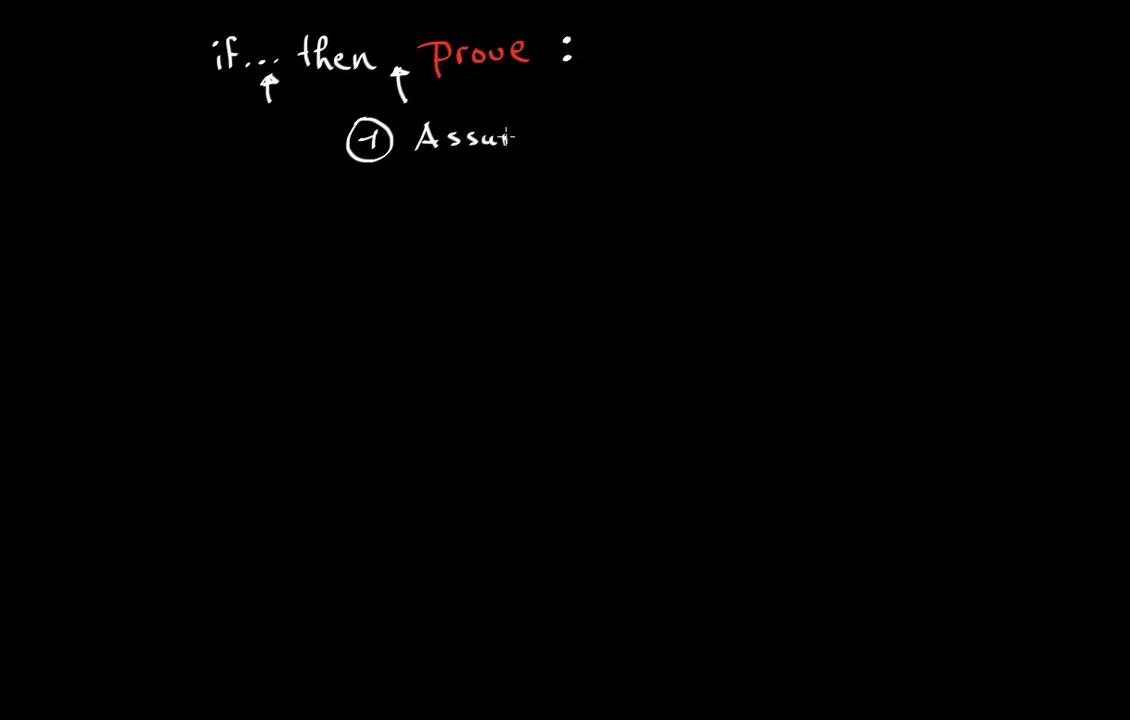 if... then prove :
1 Assu